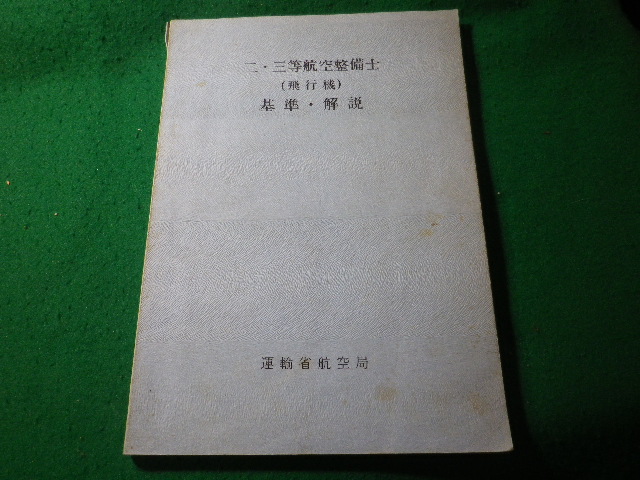 二・三等航空整備士
(飛行機)
基準・解説
運輸省航空局